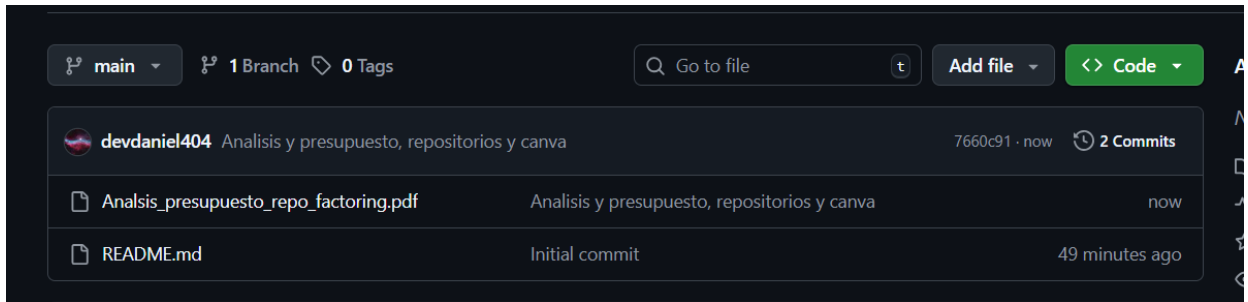 main 1 Branch 0 Tags Go to file t Add file <> Code A
devdaniel404 Analisis y presupuesto, repositorios y canva 7660c91 · now 2 Commits
Analsis_presupuesto_repo_factoring.pdf Analisis y presupuesto, repositorios y canva now
README.md Initial commit 49 minutes ago